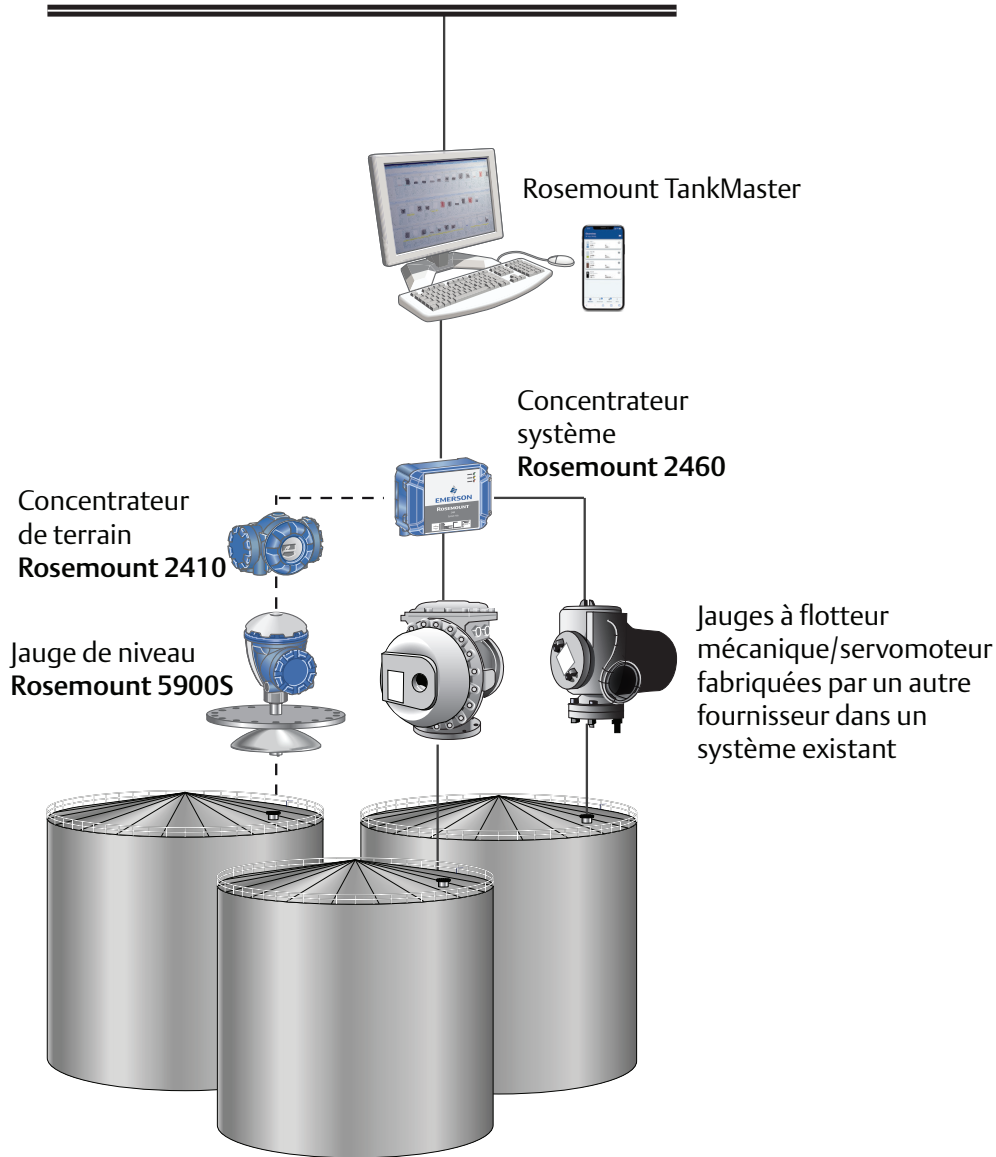 Rosemount TankMaster
Concentrateur
système
Rosemount 2460
EMERSON
ROSEMOUNT
Concentrateur
de terrain
Rosemount 2410
Jauge de niveau
Rosemount 5900S
Jauges à flotteur
mécanique/servomoteur
fabriquées par un autre
fournisseur dans un
système existant